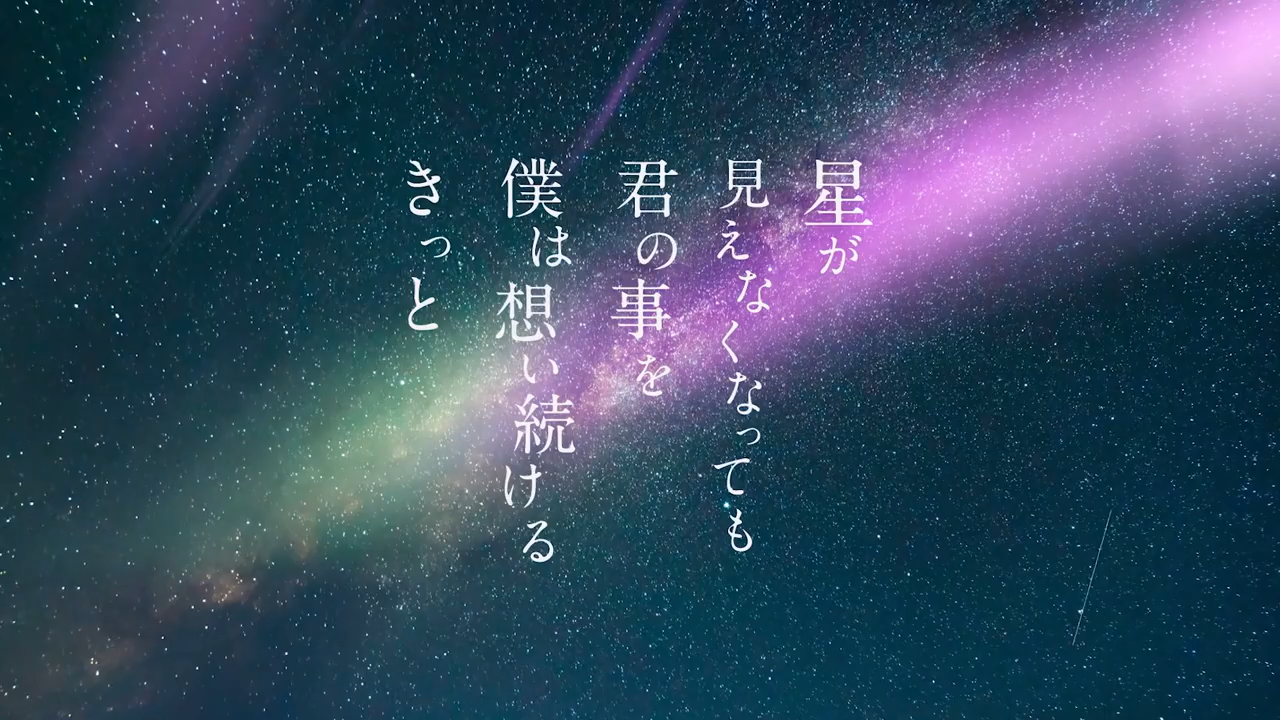 星が
見えなくなっても
君の事を
僕は想い続ける
きっと